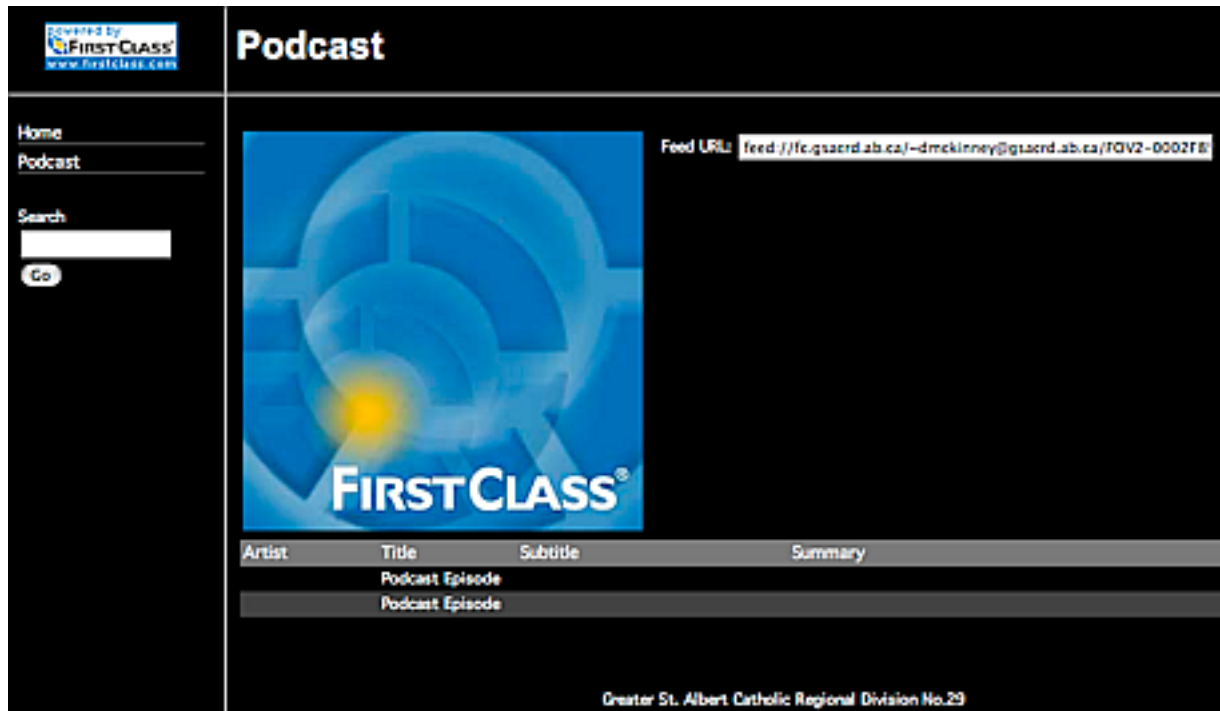 powered by
FIRSTCLASS®
www.firstclass.com
Podcast
Home
Podcast
Search
Go
Feed URL: feed://fc.gsacrd.ab.ca/~dmckinney@gsacrd.ab.ca/FOV2-0002F8
FIRSTCLASS®
Artist Title Subtitle Summary
Podcast Episode
Podcast Episode
Greater St. Albert Catholic Regional Division No.29